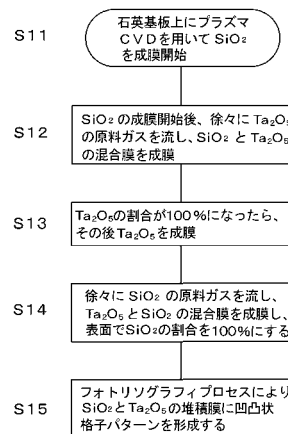 S11
石英基板上にプラズマ
CVDを用いてSiO₂
を成膜開始
S12
SiO₂の成膜開始後、徐々にTa₂O₅
の原料ガスを流し、SiO₂とTa₂O₅
の混合膜を成膜
S13
Ta₂O₅の割合が100%になったら、
その後Ta₂O₅を成膜
S14
徐々にSiO₂の原料ガスを流し、
Ta₂O₅とSiO₂の混合膜を成膜し、
表面でSiO₂の割合を100%にする
S15
フォトリソグラフィプロセスにより
SiO₂とTa₂O₅の堆積膜に凹凸状
格子パターンを形成する